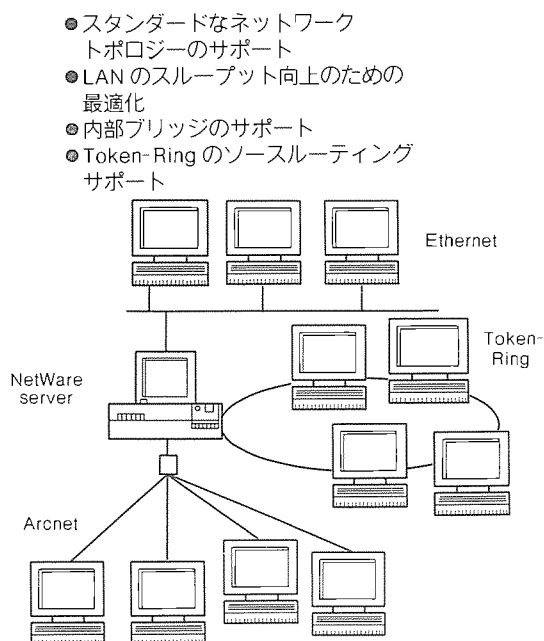 ●スタンダードなネットワーク
トポロジーのサポート
●LANのスループット向上のための
最適化
●内部ブリッジのサポート
●Token-Ringのソースルーティング
サポート
Ethernet
Token-
Ring
NetWare
server
Arcnet